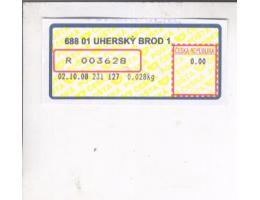 688 01 UHERSKÝ BROD 1
ČESKÁ REPUBLIKA
R 003628
0.00
02.10.08 231 127 0.028Kg